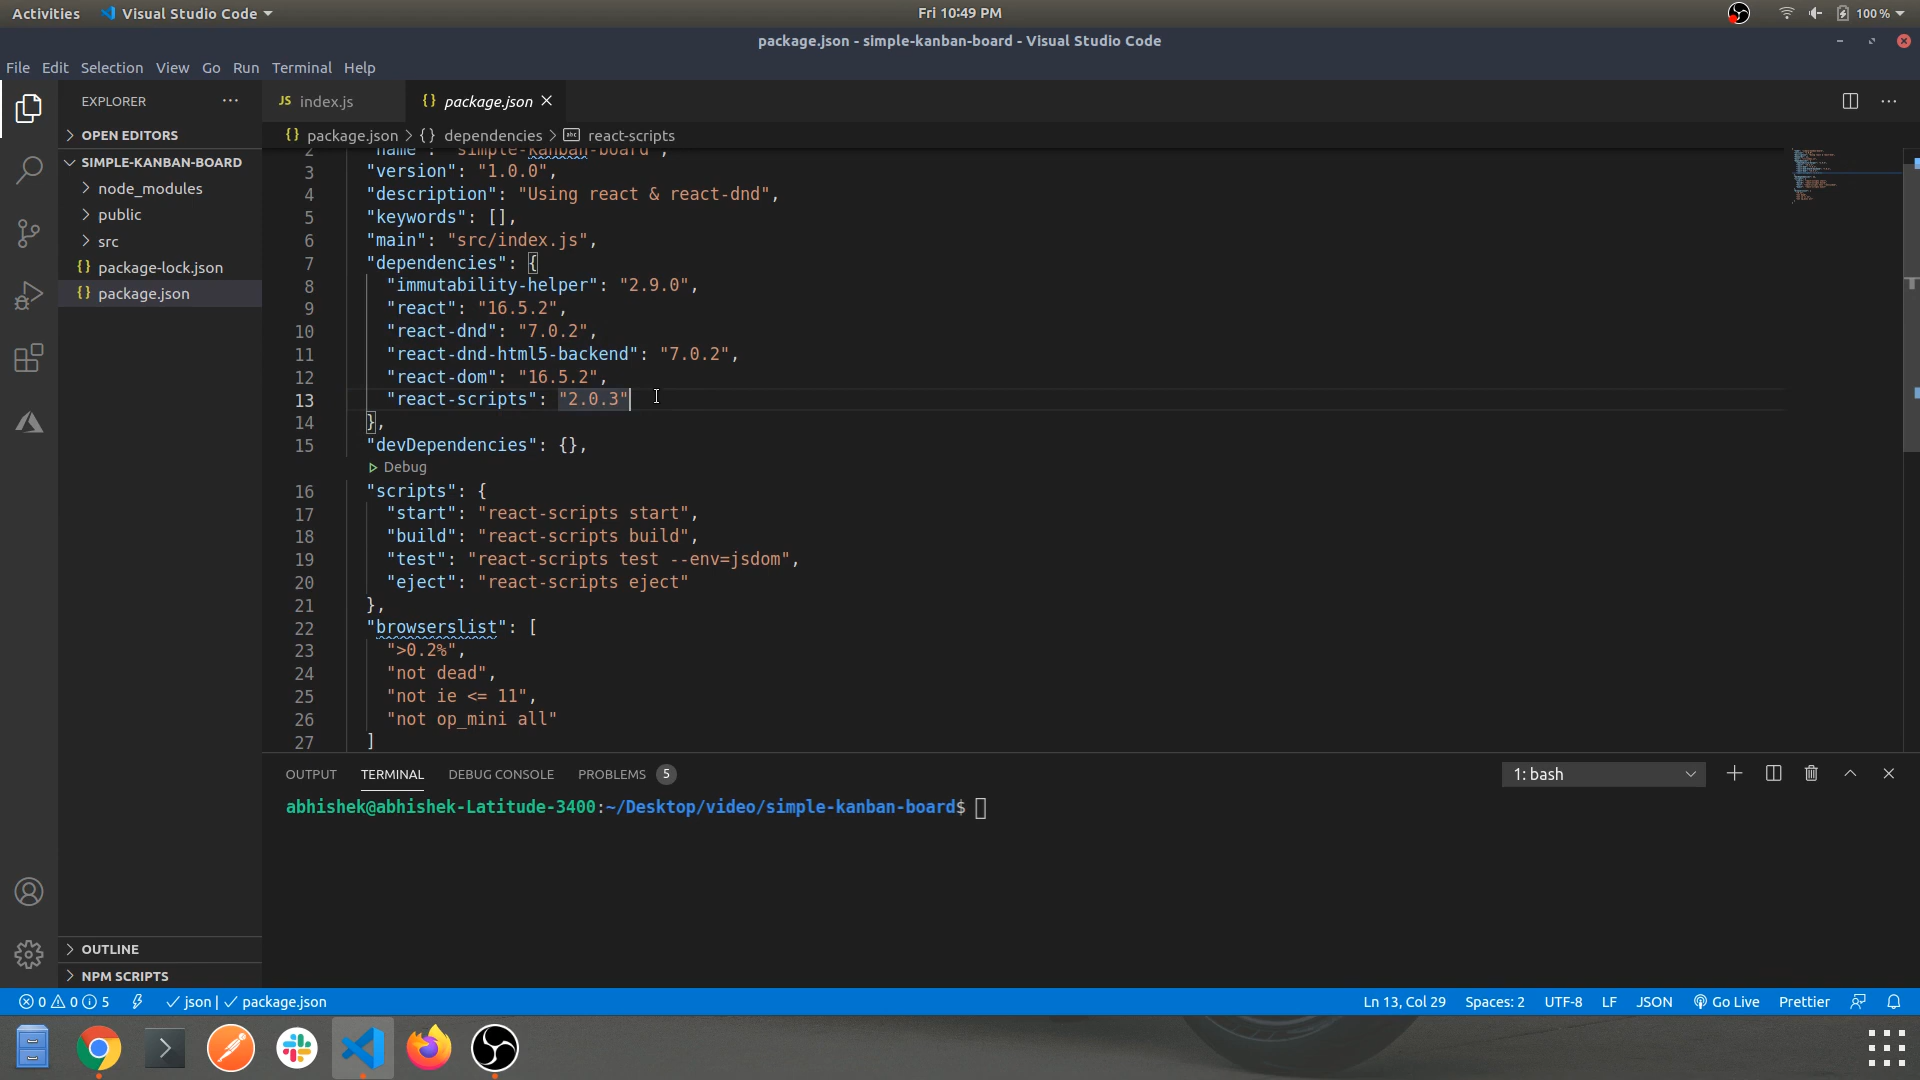 Activities Visual Studio Code Fri 10:49 PM 100 %
package.json - simple-kanban-board - Visual Studio Code
File Edit Selection View Go Run Terminal Help
EXPLORER
JS index.js
{} package.json
OPEN EDITORS
{} package.json > {} dependencies > abc react-scripts
SIMPLE-KANBAN-BOARD
node_modules
public
src
{} package-lock.json
{} package.json
2 "name": "simple-kanban-board",
3 "version": "1.0.0",
4 "description": "Using react & react-dnd",
5 "keywords": [],
6 "main": "src/index.js",
7 "dependencies": {
8 "immutability-helper": "2.9.0",
9 "react": "16.5.2",
10 "react-dnd": "7.0.2",
11 "react-dnd-html5-backend": "7.0.2",
12 "react-dom": "16.5.2",
13 "react-scripts": "2.0.3"
14 },
15 "devDependencies": {},
Debug
16 "scripts": {
17 "start": "react-scripts start",
18 "build": "react-scripts build",
19 "test": "react-scripts test --env=jsdom",
20 "eject": "react-scripts eject"
21 },
22 "browserslist": [
23 ">0.2%",
24 "not dead",
25 "not ie <= 11",
26 "not op_mini all"
27 ]
OUTPUT TERMINAL DEBUG CONSOLE PROBLEMS 5 1: bash
abhishek@abhishek-Latitude-3400:~/Desktop/video/simple-kanban-board$
OUTLINE
NPM SCRIPTS
0 0 5 json | package.json Ln 13, Col 29 Spaces: 2 UTF-8 LF JSON Go Live Prettier